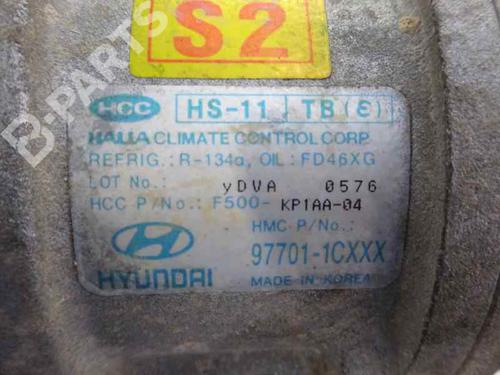 S2
B-PARTS
HCC HS-11 TB(Є)
HALLA CLIMATE CONTROL CORP.
REFRIG.: R-134a, OIL: FD46XG
LOT No.: yDVA 0576
HCC P/No.: F500-KP1AA-04
HMC P/No.:
97701-1CXXX
HYUNDAI MADE IN KOREA